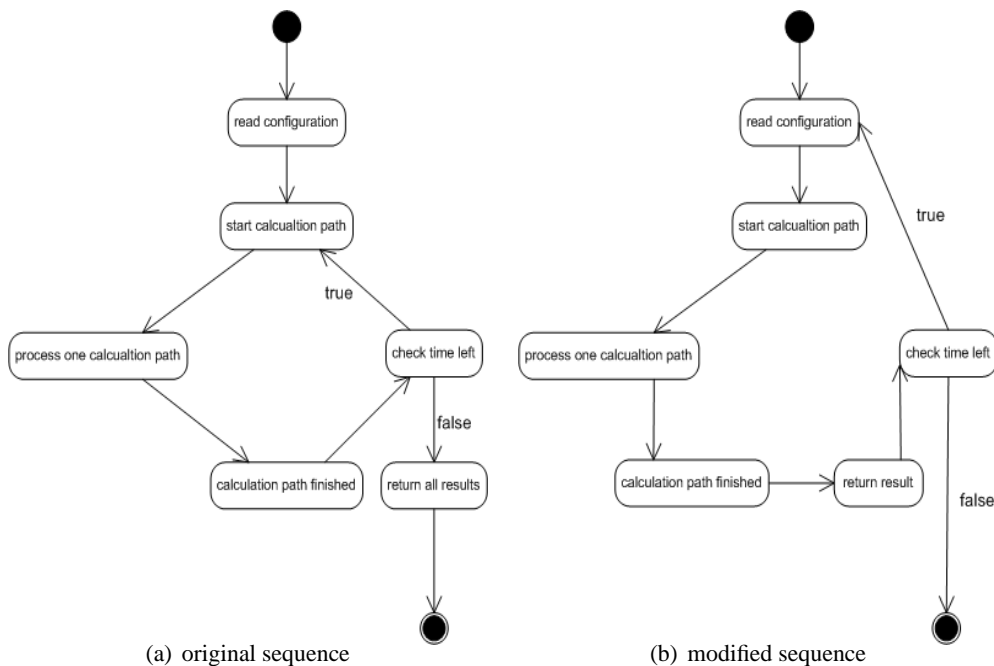 read configuration
start calcualtion path
true
process one calcualtion path
check time left
false
calculation path finished
return all results
(a) original sequence
read configuration
true
start calcualtion path
process one calcualtion path
check time left
calculation path finished
return result
false
(b) modified sequence